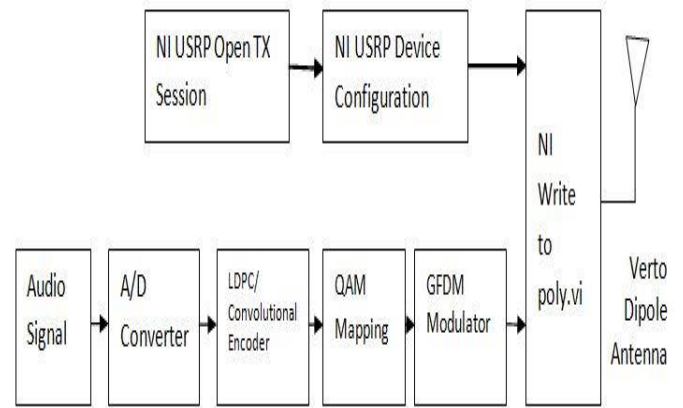 NI USRP Open TX
Session
NI USRP Device
Configuration
NI
Write
to
poly.vi
Audio
Signal
A/D
Converter
LDPC/
Convolutional
Encoder
QAM
Mapping
GFDM
Modulator
Verto
Dipole
Antenna